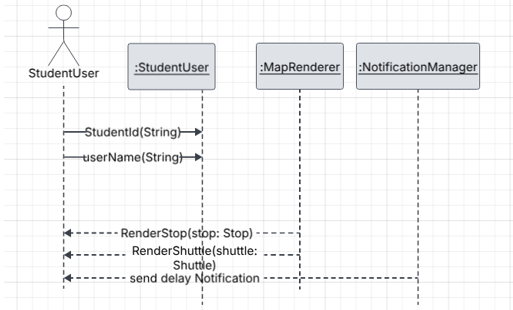 StudentUser
:StudentUser
:MapRenderer
:NotificationManager
StudentId(String)
userName(String)
RenderStop(stop: Stop)
RenderShuttle(shuttle:
Shuttle)
send delay Notification